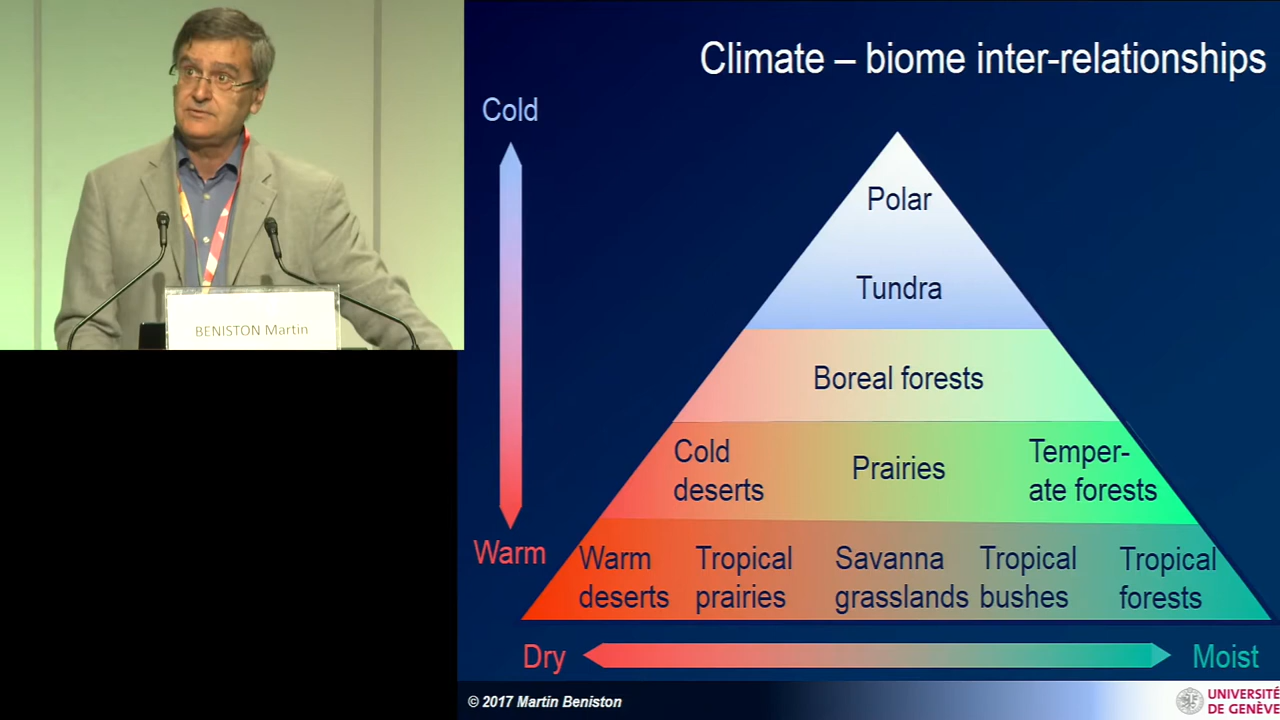 BENISTON Martin
Climate – biome inter-relationships
Cold
Polar
Tundra
Boreal forests
Cold
deserts
Prairies
Temper-
ate forests
Warm
Warm
deserts
Tropical
prairies
Savanna
grasslands
Tropical
bushes
Tropical
forests
Dry
Moist
© 2017 Martin Beniston
UNIVERSITÉ
DE GENÈVE